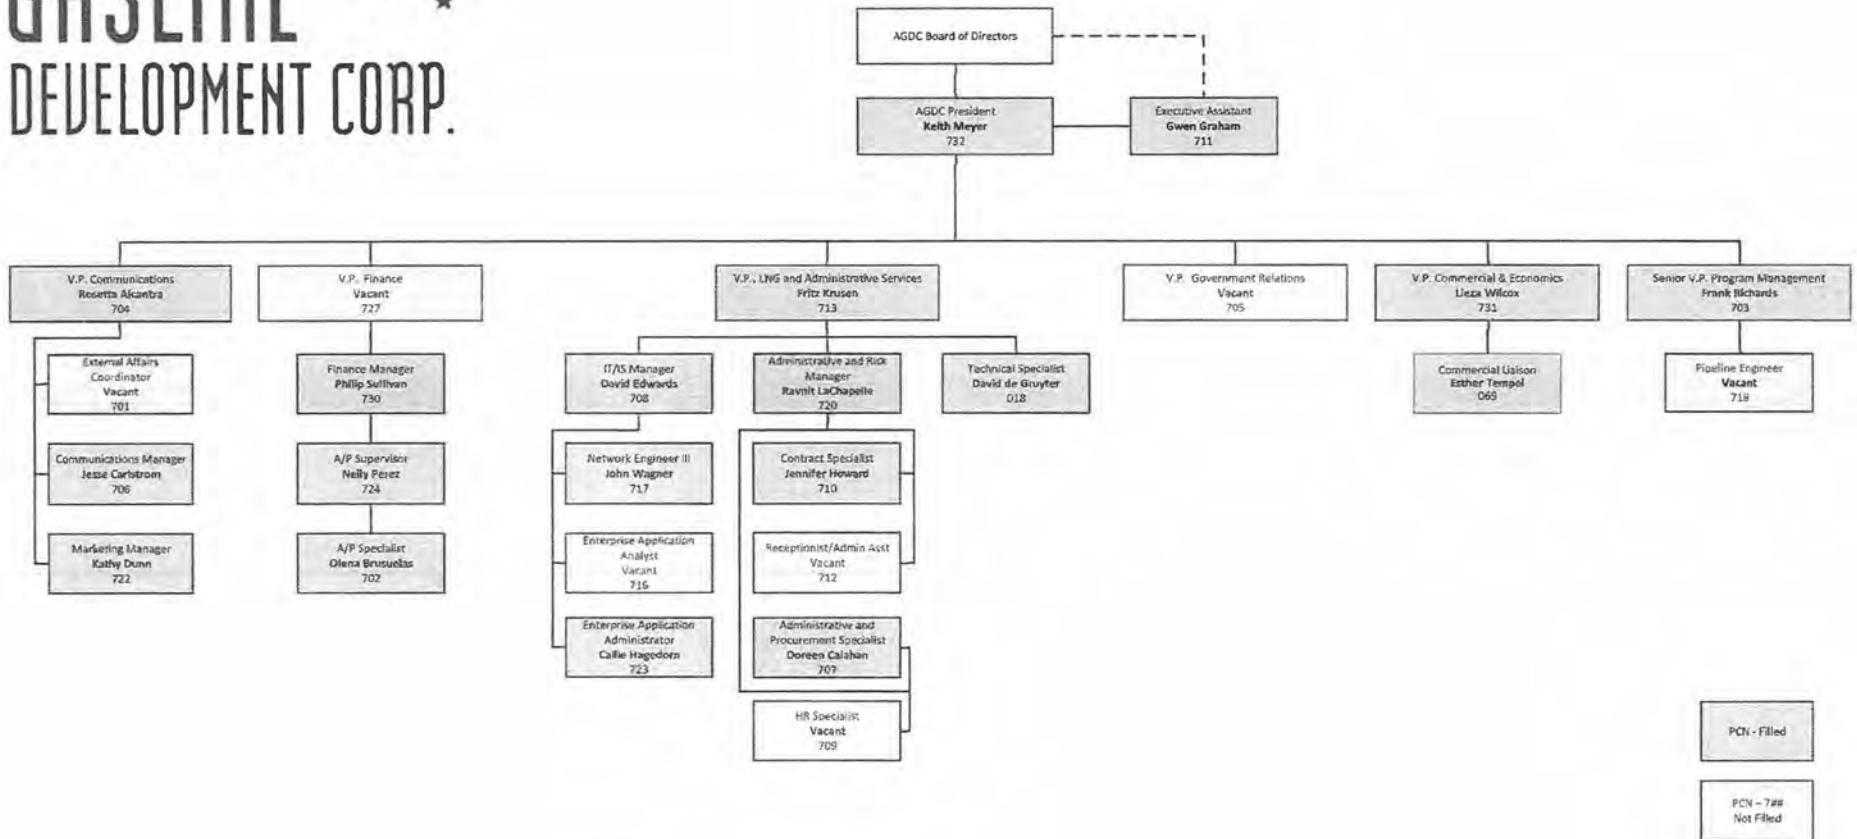 GASLINE
DEVELOPMENT CORP.
AGDC Board of Directors
AGDC President
Keith Meyer
732
Executive Assistant
Gwen Graham
711
V.P. Communications
Rosetta Alcantra
704
V.P. Finance
Vacant
727
V.P., LNG and Administrative Services
Fritz Krusen
713
V.P. Government Relations
Vacant
705
V.P. Commercial & Economics
Lieza Wilcox
731
Senior V.P. Program Management
Frank Richards
703
External Affairs
Coordinator
Vacant
701
Finance Manager
Philip Sullivan
730
IT/IS Manager
David Edwards
708
Administrative and Risk
Manager
Ravnit LaChapelle
720
Technical Specialist
David de Gruyter
018
Commercial Liaison
Esther Tempel
069
Pipeline Engineer
Vacant
719
Communications Manager
Jesse Carlstrom
706
A/P Supervisor
Nelly Perez
724
Network Engineer III
John Wagner
717
Contract Specialist
Jennifer Howard
710
Marketing Manager
Kathy Dunn
722
A/P Specialist
Olena Brusuelas
702
Enterprise Application
Analyst
Vacant
716
Receptionist/Admin Asst
Vacant
712
Enterprise Application
Administrator
Callie Hagedorn
723
Administrative and
Procurement Specialist
Doreen Calahan
707
HR Specialist
Vacant
709
PCN - Filled
PCN – 7##
Not Filled